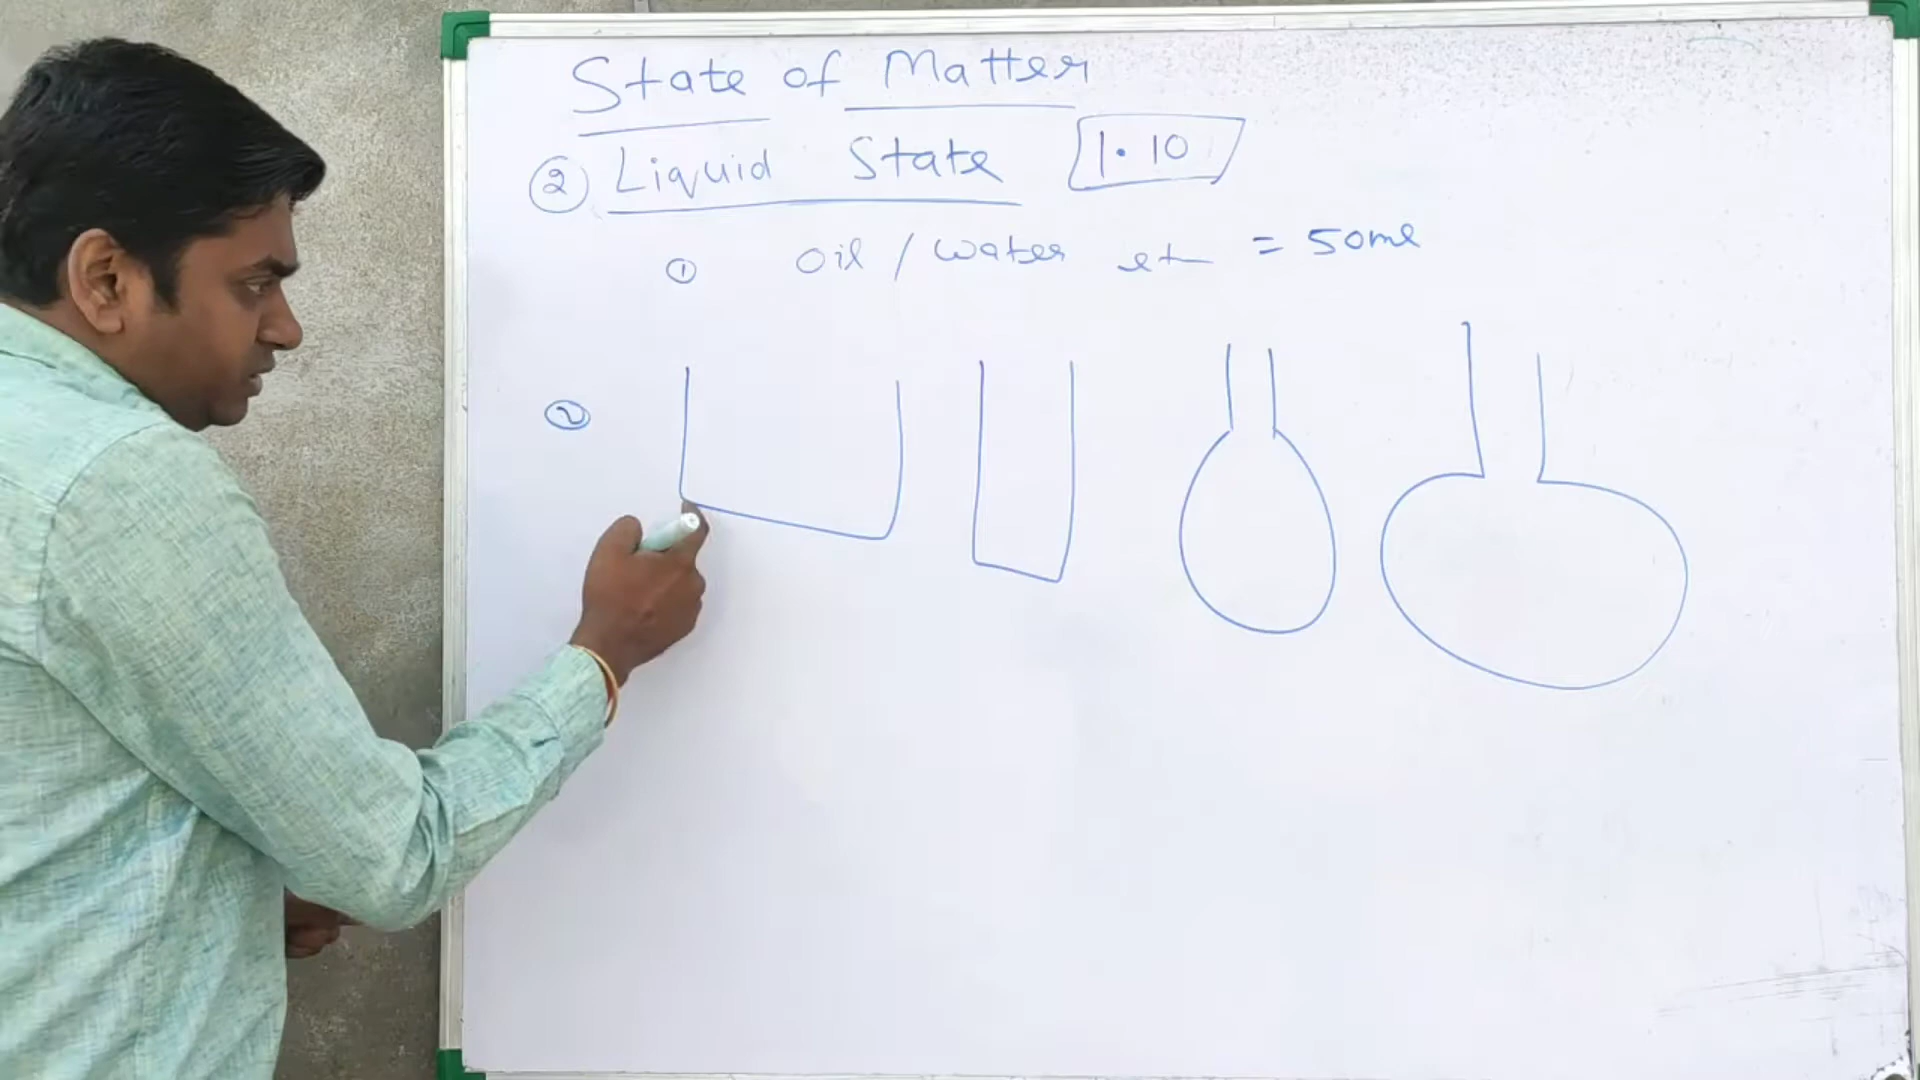 State of Matter
② Liquid State 1.10
① oil / water et = 50ml
②